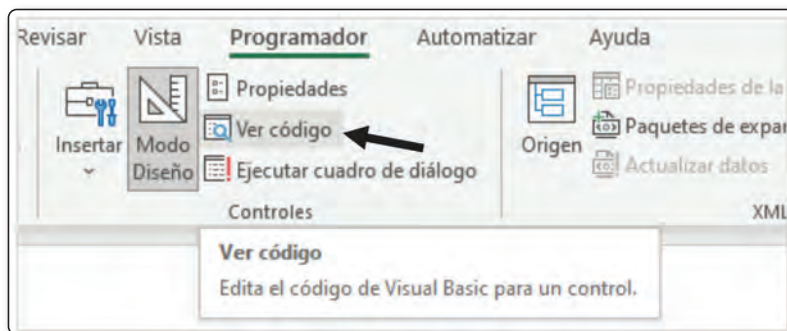 Revisar Vista Programador Automatizar Ayuda
Insertar
Modo Diseño
Propiedades
Ver código
Ejecutar cuadro de diálogo
Controles
Origen
Propiedades de la
Paquetes de expan
Actualizar datos
XML
Ver código
Edita el código de Visual Basic para un control.